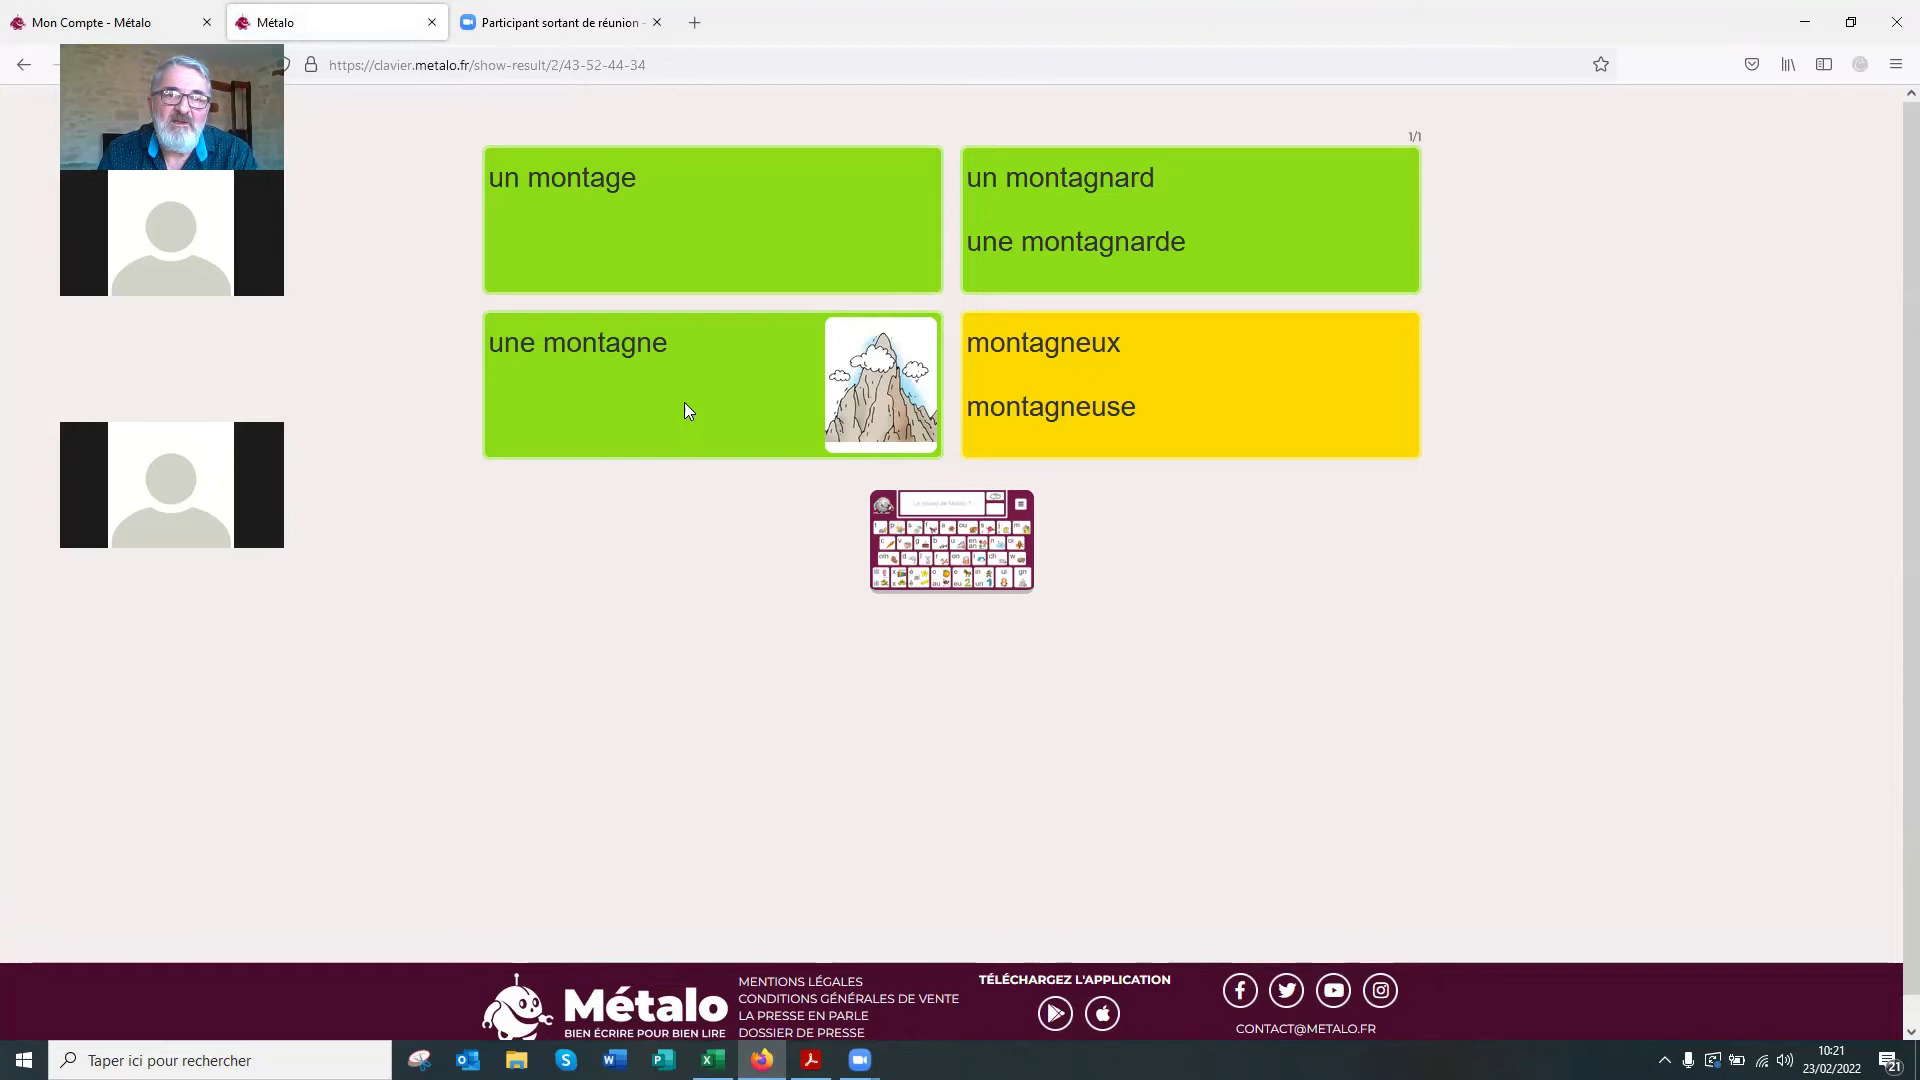 Mon Compte - Métalo
Métalo
Participant sortant de réunion -
https://clavier.metalo.fr/show-result/2/43-52-44-34
1/1
un montage
un montagnard
une montagnarde
une montagne
montagneux
montagneuse
Métalo
BIEN ÉCRIRE POUR BIEN LIRE
MENTIONS LÉGALES
CONDITIONS GÉNÉRALES DE VENTE
LA PRESSE EN PARLE
DOSSIER DE PRESSE
TÉLÉCHARGEZ L'APPLICATION
CONTACT@METALO.FR
Taper ici pour rechercher
10:21
23/02/2022
21